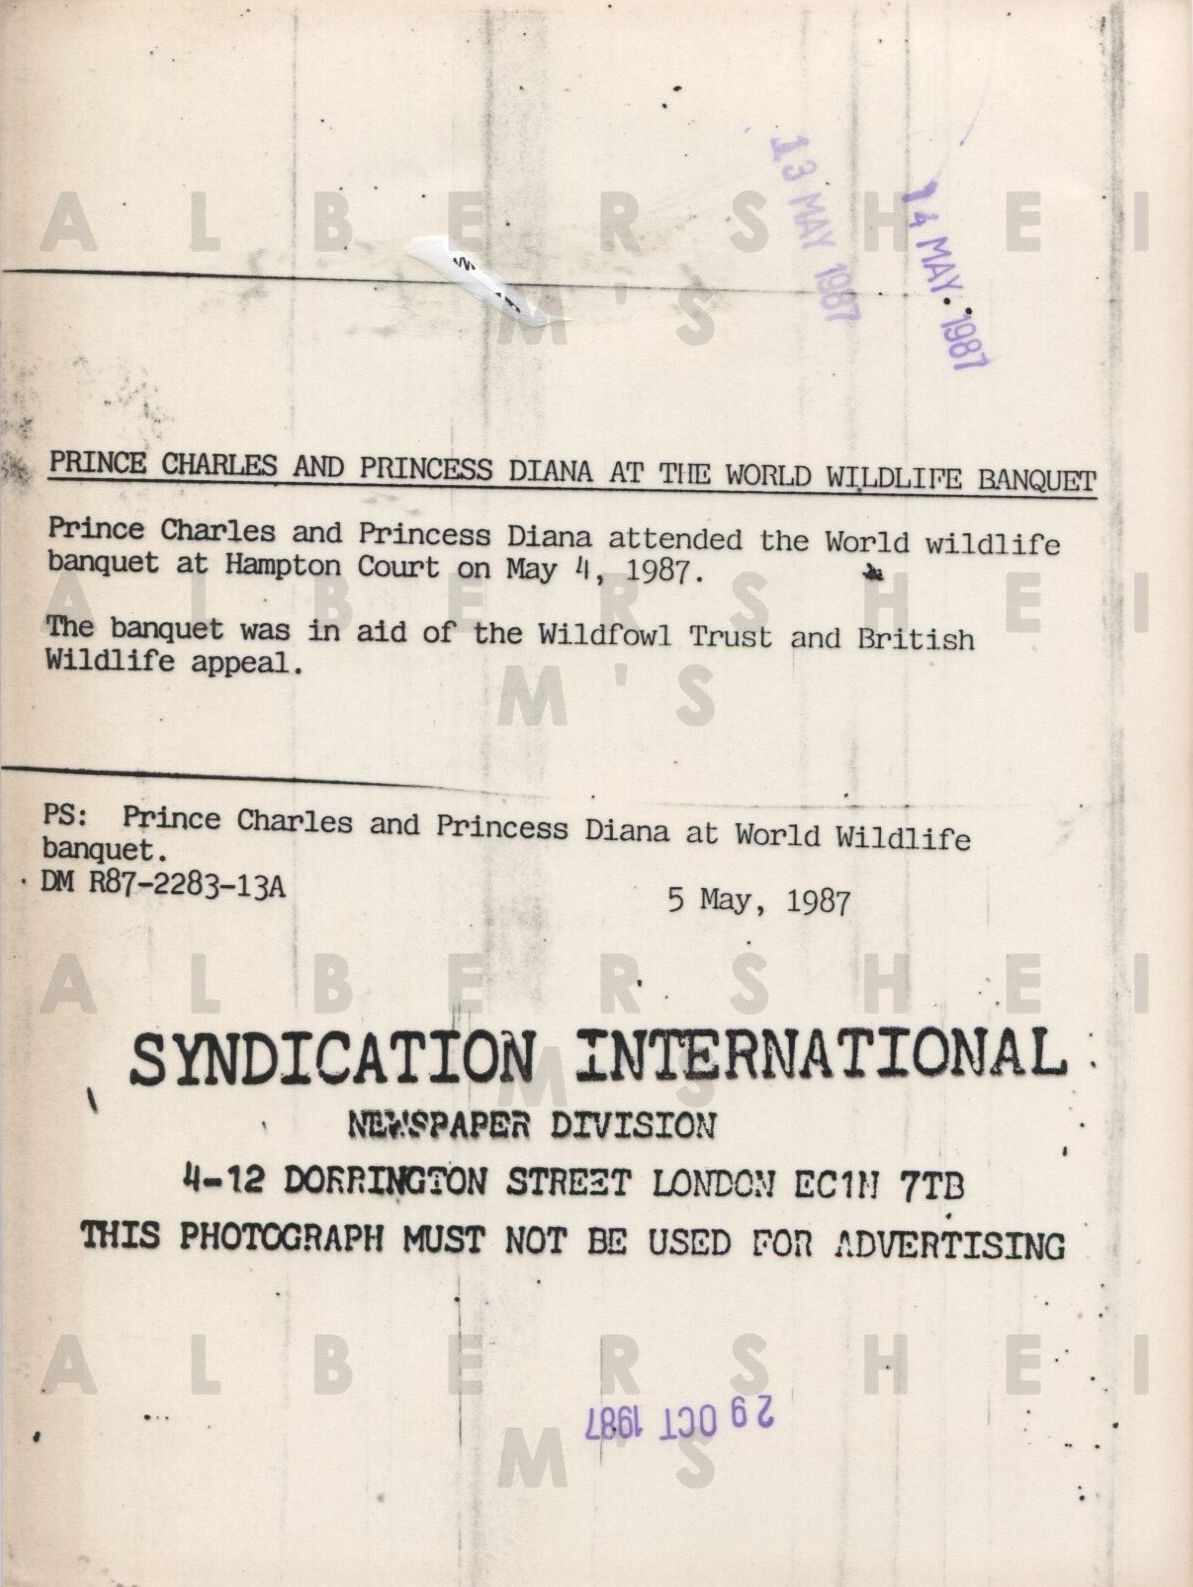 13 MAY 1987
14 MAY 1987
A L B E R S H E I
M ' S
PRINCE CHARLES AND PRINCESS DIANA AT THE WORLD WILDLIFE BANQUET
Prince Charles and Princess Diana attended the World wildlife
banquet at Hampton Court on May 4, 1987.
A L B E R S H E I
The banquet was in aid of the Wildfowl Trust and British
Wildlife appeal.
M ' S
PS: Prince Charles and Princess Diana at World Wildlife
banquet.
DM R87-2283-13A
5 May, 1987
A L B E R S H E I
SYNDICATION INTERNATIONAL
M ' S
NEWSPAPER DIVISION
4-12 DORRINGTON STREET LONDON EC1N 7TB
THIS PHOTOGRAPH MUST NOT BE USED FOR ADVERTISING
A L B E R S H E I
29 OCT 1987
M ' S